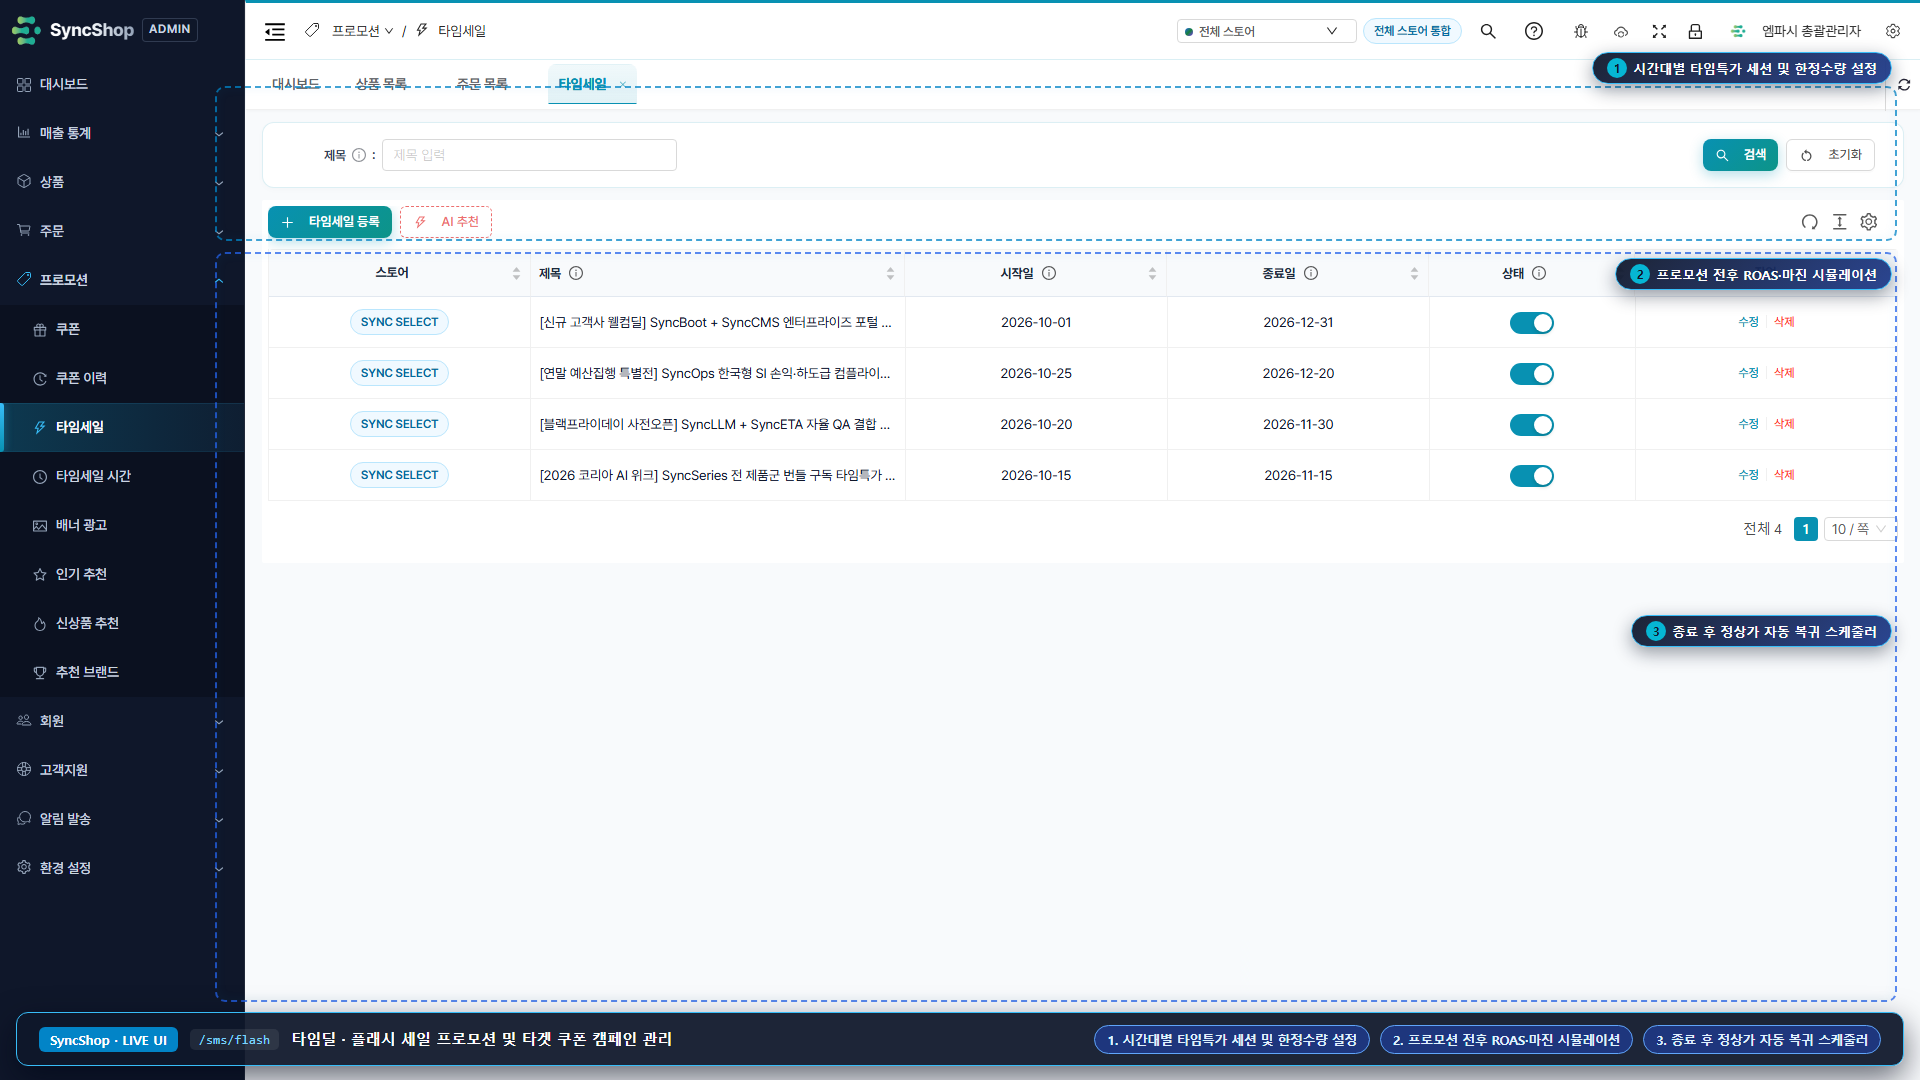 SyncShop ADMIN
대시보드
매출 통계
상품
주문
프로모션
쿠폰
쿠폰 이력
타임세일
타임세일 시간
배너 광고
인기 추천
신상품 추천
추천 브랜드
회원
고객지원
알림 발송
환경 설정
프로모션 / 타임세일
전체 스토어
전체 스토어 통합
엠파시 총괄관리자
대시보드 상품 목록 주문 목록 타임세일 ×
1 시간대별 타임특가 세션 및 한정수량 설정
제목 : 제목 입력
검색 초기화
타임세일 등록 AI 추천
스토어 제목 시작일 종료일 상태
2 프로모션 전후 ROAS·마진 시뮬레이션
SYNC SELECT [신규 고객사 웰컴딜] SyncBoot + SyncCMS 엔터프라이즈 포털 ... 2026-10-01 2026-12-31 수정 삭제
SYNC SELECT [연말 예산집행 특별전] SyncOps 한국형 SI 손익·하도급 컴플라이... 2026-10-25 2026-12-20 수정 삭제
SYNC SELECT [블랙프라이데이 사전오픈] SyncLLM + SyncETA 자율 QA 결합 ... 2026-10-20 2026-11-30 수정 삭제
SYNC SELECT [2026 코리아 AI 위크] SyncSeries 전 제품군 번들 구독 타임특가 ... 2026-10-15 2026-11-15 수정 삭제
전체 4 1 10 / 쪽
3 종료 후 정상가 자동 복귀 스케줄러
SyncShop · LIVE UI /sms/flash 타임딜 · 플래시 세일 프로모션 및 타겟 쿠폰 캠페인 관리
1. 시간대별 타임특가 세션 및 한정수량 설정
2. 프로모션 전후 ROAS·마진 시뮬레이션
3. 종료 후 정상가 자동 복귀 스케줄러